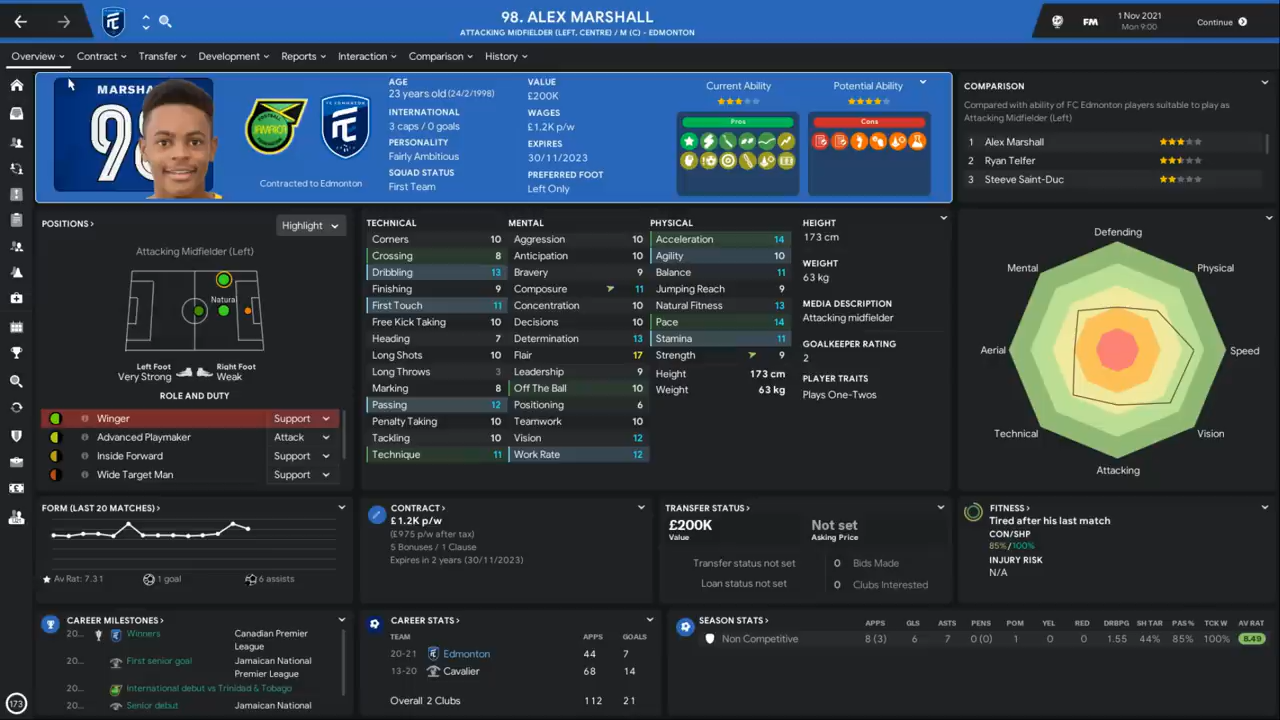 98. ALEX MARSHALL
ATTACKING MIDFIELDER (LEFT, CENTRE) / M (C) - EDMONTON
FM
1 Nov 2021
Mon 9:00
Continue
Overview
Contract
Transfer
Development
Reports
Interaction
Comparison
History
MARSHA
98
JAMAICA
FC EDMONTON
Contracted to Edmonton
AGE
23 years old (24/2/1998)
INTERNATIONAL
3 caps / 0 goals
PERSONALITY
Fairly Ambitious
SQUAD STATUS
First Team
VALUE
£200K
WAGES
£1.2K p/w
EXPIRES
30/11/2023
PREFERRED FOOT
Left Only
Current Ability
Pros
Potential Ability
Cons
COMPARISON
Compared with ability of FC Edmonton players suitable to play as
Attacking Midfielder (Left)
1 Alex Marshall
2 Ryan Telfer
3 Steeve Saint-Duc
POSITIONS
Highlight
Attacking Midfielder (Left)
Natural
Left Foot
Very Strong
Right Foot
Weak
ROLE AND DUTY
Winger Support
Advanced Playmaker Attack
Inside Forward Support
Wide Target Man Support
TECHNICAL
Corners 10
Crossing 8
Dribbling 13
Finishing 9
First Touch 11
Free Kick Taking 10
Heading 7
Long Shots 10
Long Throws 3
Marking 8
Passing 12
Penalty Taking 10
Tackling 10
Technique 11
MENTAL
Aggression 10
Anticipation 10
Bravery 9
Composure 11
Concentration 10
Decisions 10
Determination 13
Flair 17
Leadership 9
Off The Ball 10
Positioning 6
Teamwork 10
Vision 12
Work Rate 12
PHYSICAL
Acceleration 14
Agility 10
Balance 11
Jumping Reach 9
Natural Fitness 13
Pace 14
Stamina 11
Strength 9
Height 173 cm
Weight 63 kg
HEIGHT
173 cm
WEIGHT
63 kg
MEDIA DESCRIPTION
Attacking midfielder
GOALKEEPER RATING
2
PLAYER TRAITS
Plays One-Twos
Defending
Mental
Physical
Aerial
Speed
Technical
Vision
Attacking
FORM (LAST 20 MATCHES)
Av Rat: 7.31
1 goal
6 assists
CONTRACT
£1.2K p/w
(£975 p/w after tax)
5 Bonuses / 1 Clause
Expires in 2 years (30/11/2023)
TRANSFER STATUS
£200K
Value
Not set
Asking Price
Transfer status not set
0 Bids Made
Loan status not set
0 Clubs Interested
FITNESS
Tired after his last match
CON/SHP
85%/100%
INJURY RISK
N/A
CAREER MILESTONES
20... Winners Canadian Premier
League
20... First senior goal Jamaican National
Premier League
20... International debut vs Trinidad & Tobago
20... Senior debut Jamaican National
CAREER STATS
TEAM APPS GOALS
20-21 Edmonton 44 7
13-20 Cavalier 68 14
Overall 2 Clubs 112 21
SEASON STATS
APPS GLS ASTS PENS POM YEL RED DRBPG SH TAR PAS % TCK W AV RAT
Non Competitive 8 (3) 6 7 0 (0) 1 0 0 1.55 44% 85% 100% 8.49
173